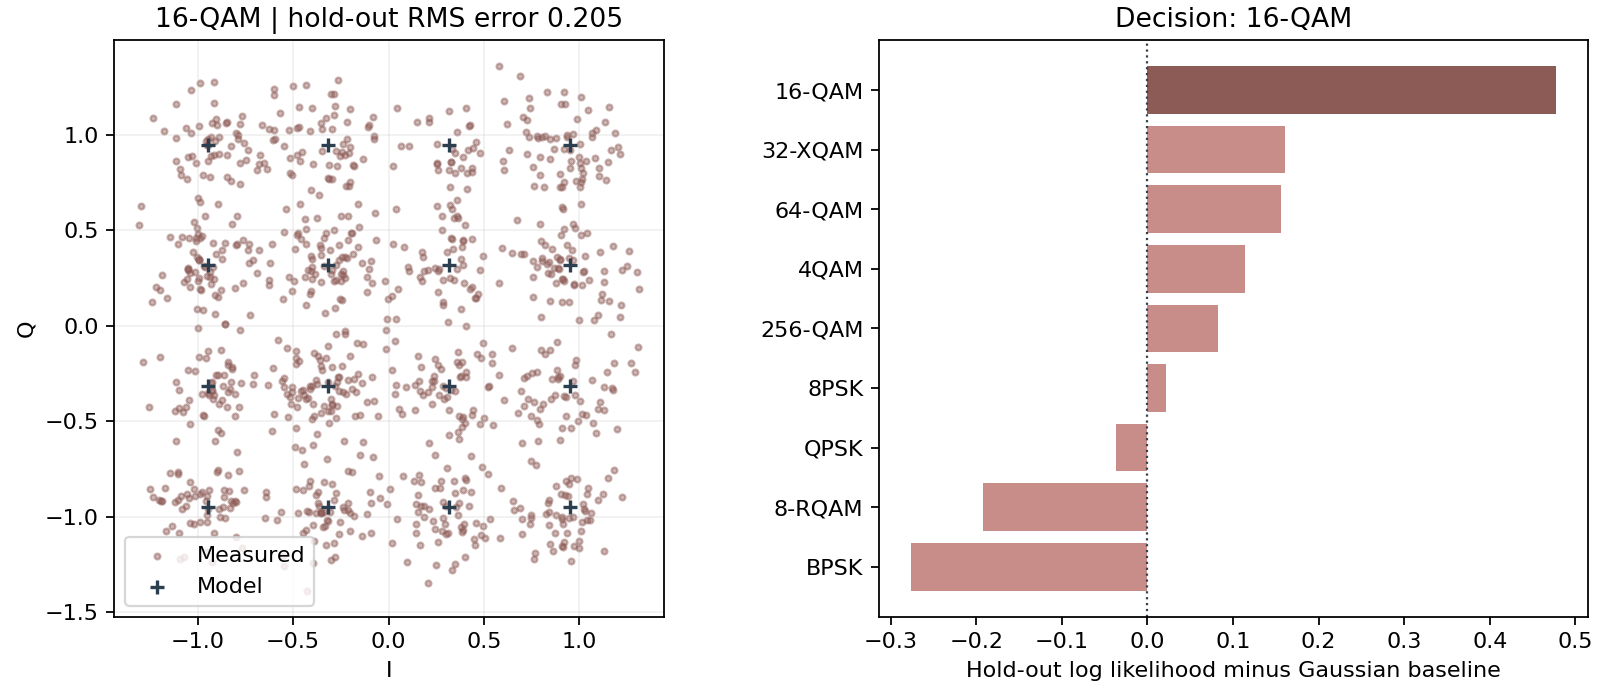 16-QAM | hold-out RMS error 0.205
1.0
0.5
0.0
−0.5
−1.0
−1.5
Q
Measured
Model
−1.0 −0.5 0.0 0.5 1.0
I
Decision: 16-QAM
16-QAM
32-XQAM
64-QAM
4QAM
256-QAM
8PSK
QPSK
8-RQAM
BPSK
−0.3 −0.2 −0.1 0.0 0.1 0.2 0.3 0.4 0.5
Hold-out log likelihood minus Gaussian baseline